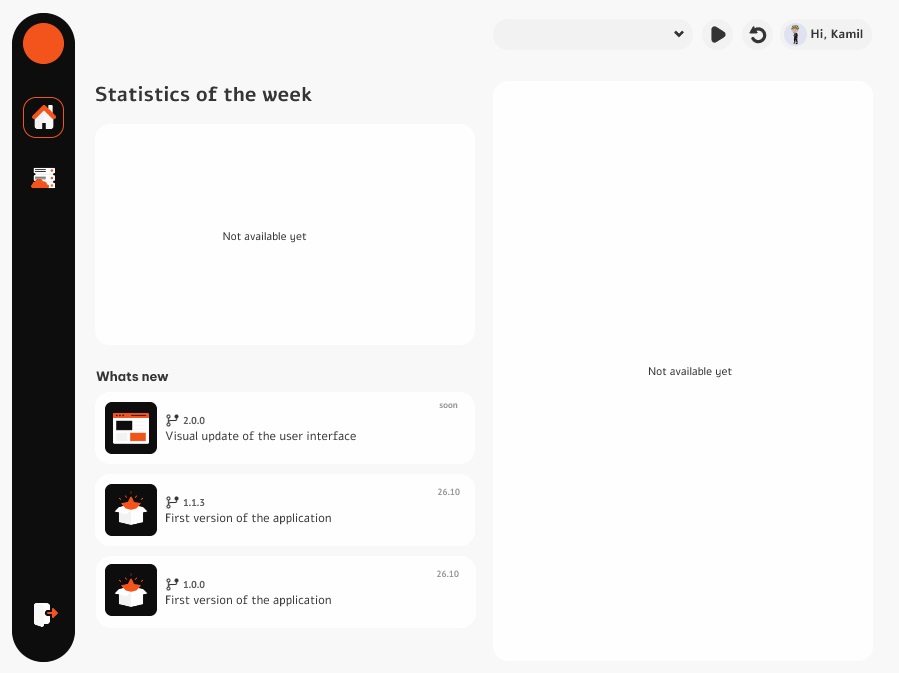 Hi, Kamil
Statistics of the week
Not available yet
Not available yet
Whats new
soon
2.0.0
Visual update of the user interface
26.10
1.1.3
First version of the application
26.10
1.0.0
First version of the application